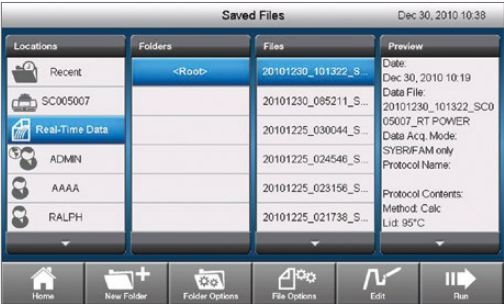 Saved Files
Dec 30, 2010 10:38
Locations
Recent
SC005007
Real-Time Data
ADMIN
AAAA
RALPH
Folders
<Root>
Files
20101230_101322_S...
20101230_085211_S...
20101225_030044_S...
20101225_024546_S...
20101225_023156_S...
20101225_021738_S...
Preview
Date:
Dec 30, 2010 10:19
Data File:
20101230_101322_SC0
05007_RT POWER
Data Acq. Mode:
SYBR/FAM only
Protocol Name:
Protocol Contents:
Method: Calc
Lid: 95°C
Home
New Folder
Folder Options
File Options
Edit
Run